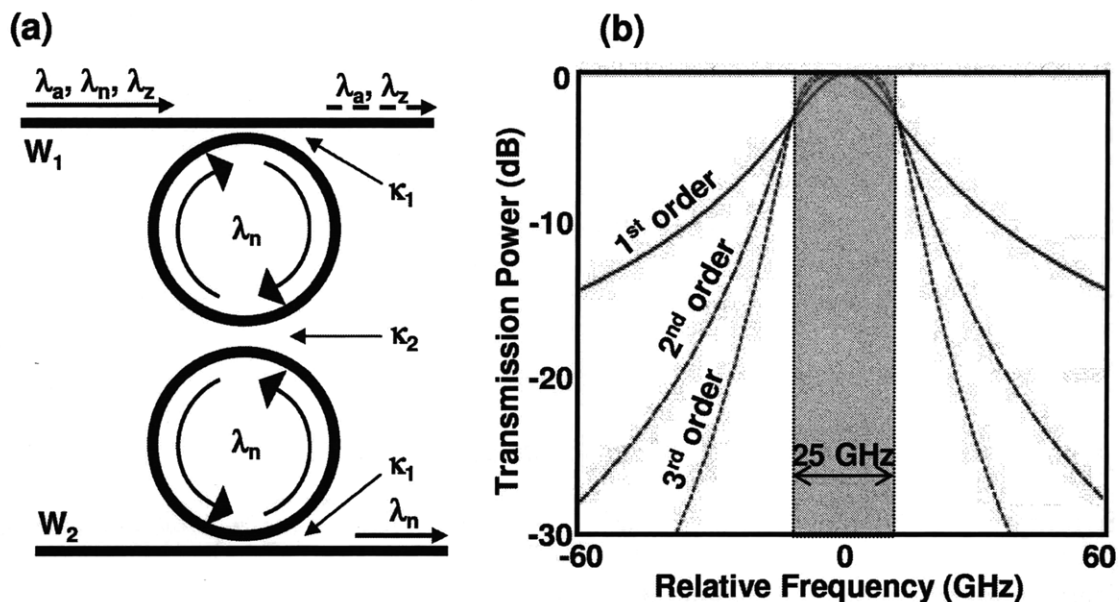 (a)
λa, λn, λz
λa, λz
W1
κ1
λn
κ2
λn
κ1
λn
W2
(b)
Transmission Power (dB)
0
-10
-20
-30
1st order
2nd order
3rd order
25 GHz
-60
0
60
Relative Frequency (GHz)